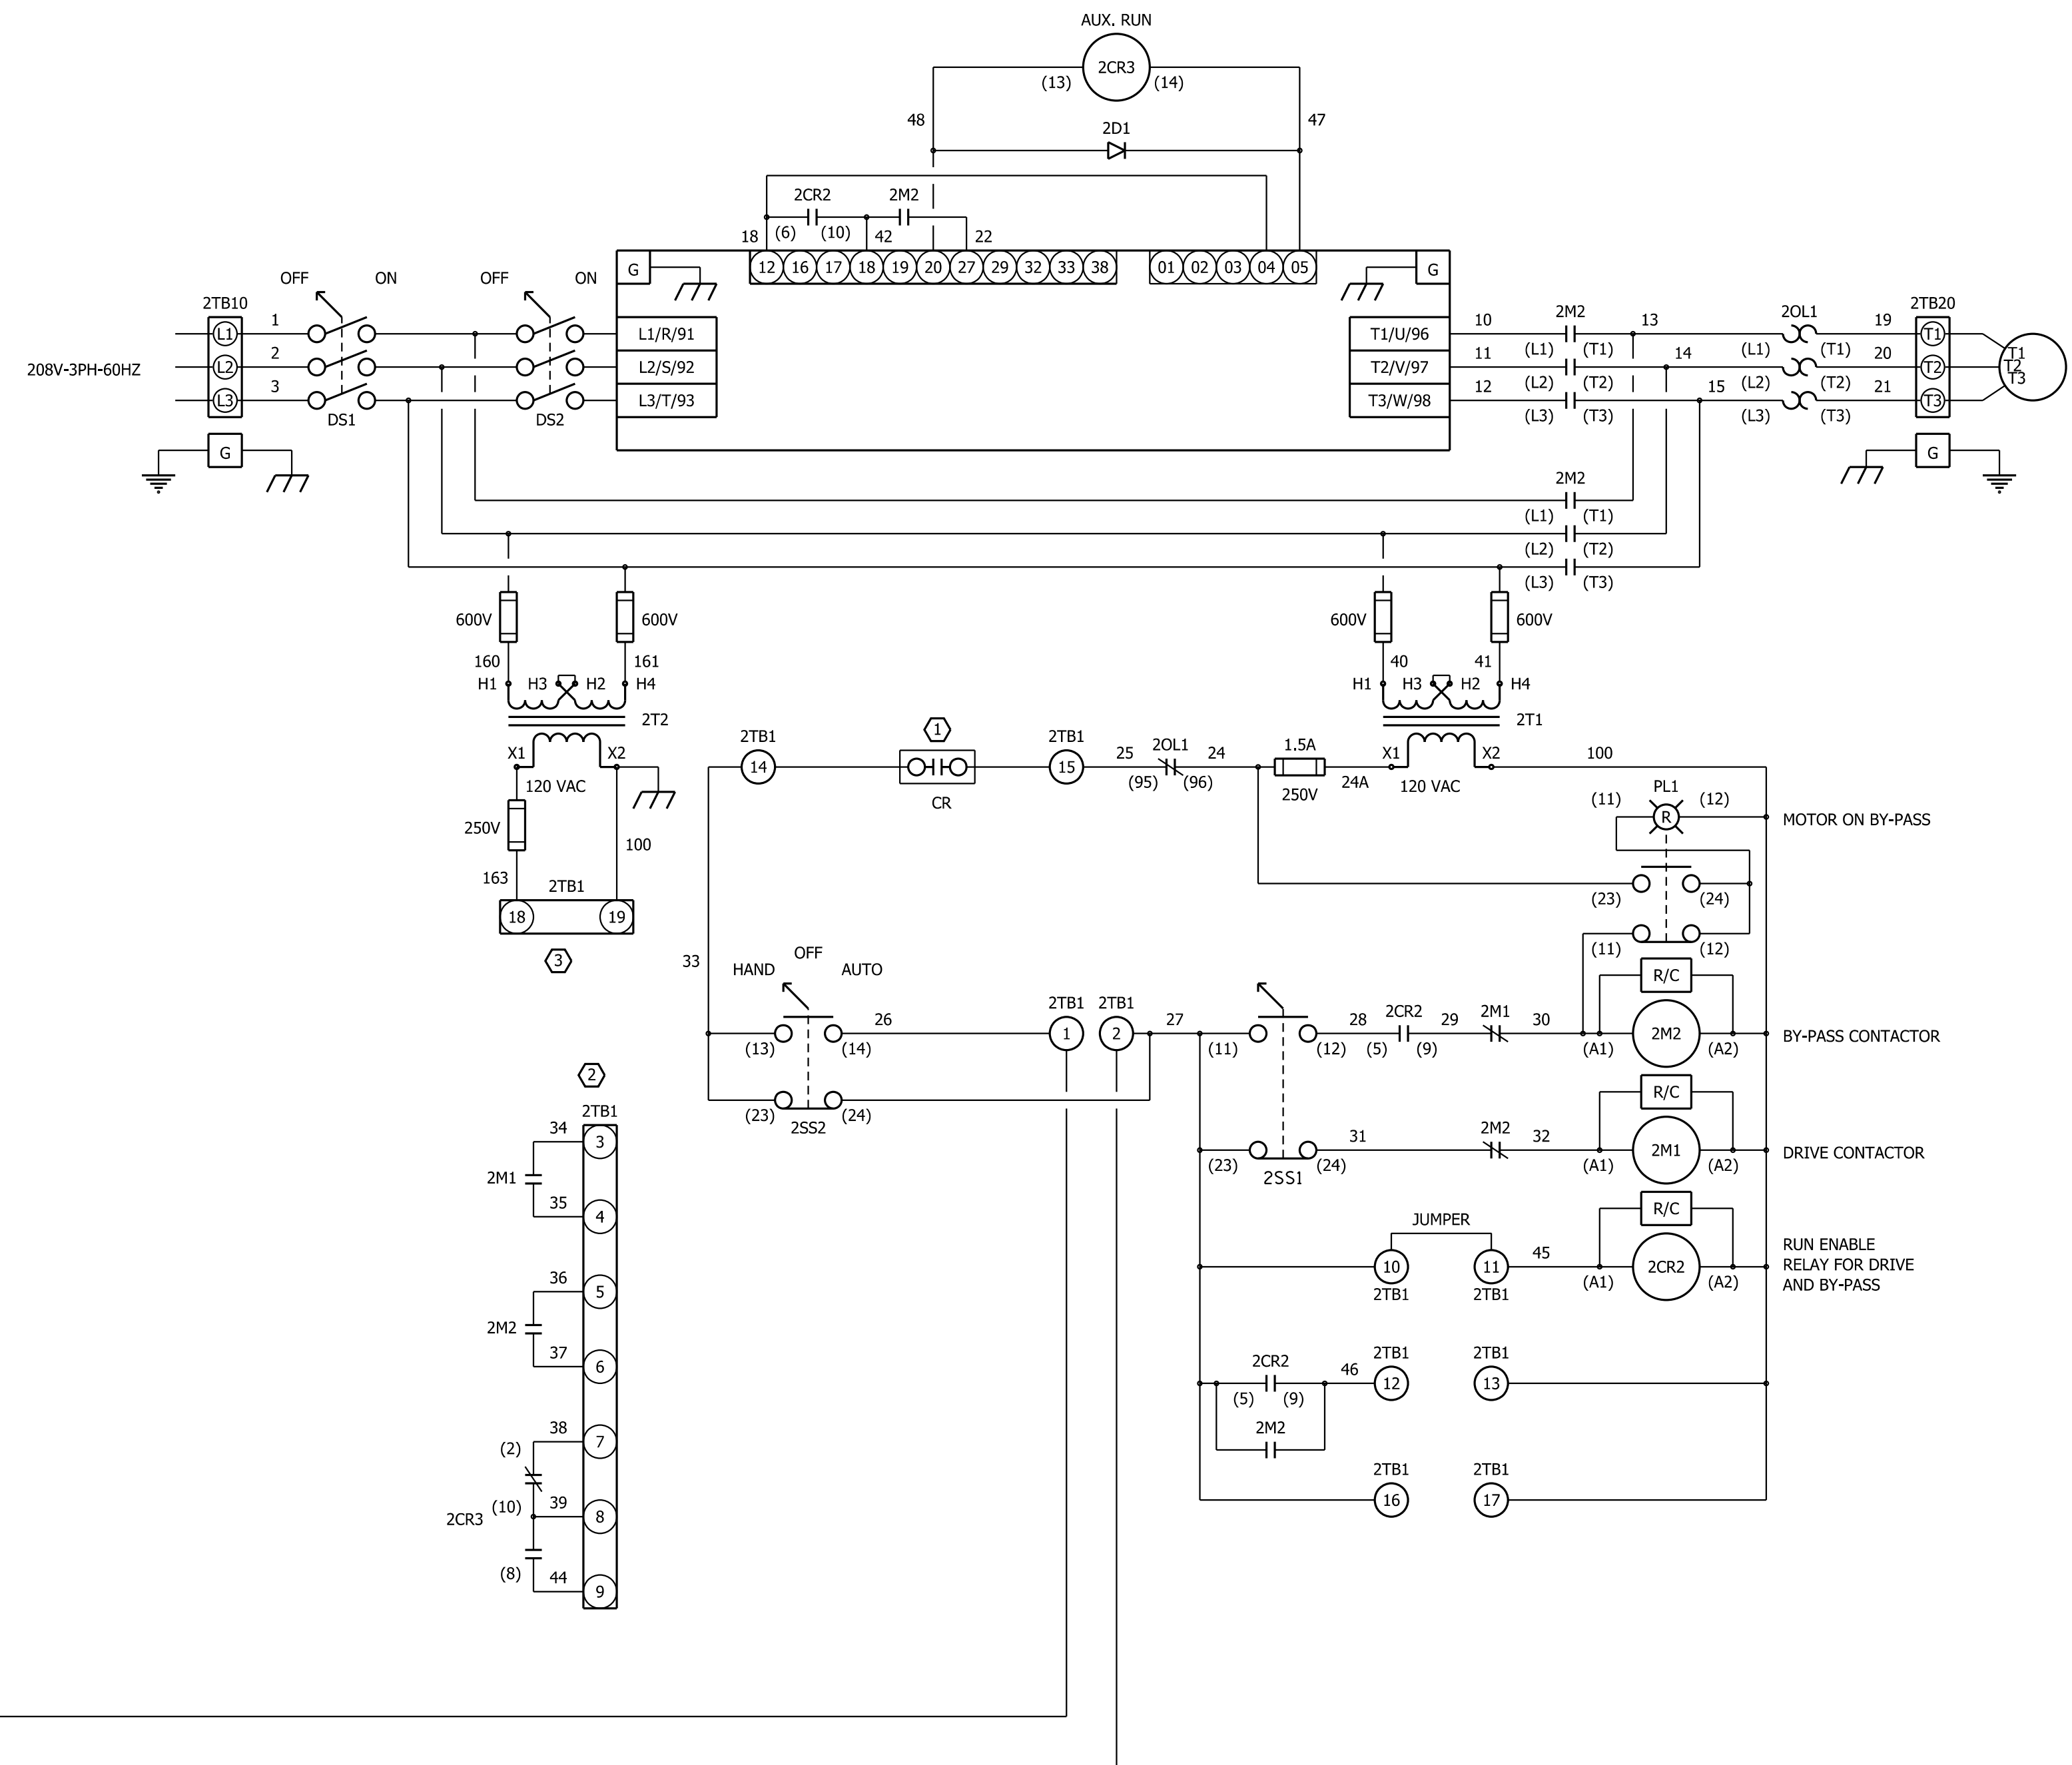 AUX. RUN
2CR3
(13) (14)
48 47
2D1
2CR2 2M2
18 (6) (10) 42 22
12 16 17 18 19 20 27 29 32 33 38 01 02 03 04 05
G G
OFF ON OFF ON
2TB10 2M2 2OL1 2TB20
L1 1 L1/R/91 T1/U/96 10 13 19 T1
(L1) (T1) (L1) (T1)
208V-3PH-60HZ
L2 2 L2/S/92 T2/V/97 11 14 20 T2
(L2) (T2) (L2) (T2)
L3 3 L3/T/93 T3/W/98 12 15 21 T3
(L3) (T3) (L3) (T3)
T1
T2
T3
DS1 DS2
G G
2M2
(L1) (T1)
(L2) (T2)
(L3) (T3)
600V 600V 600V 600V
160 161 40 41
H1 H3 H2 H4 H1 H3 H2 H4
2T2 2T1
X1 X2 2TB1 1 2TB1 25 2OL1 24 1.5A X1 X2 100
14 15
120 VAC CR (95) (96) 250V 24A 120 VAC
PL1
(11) (12)
R MOTOR ON BY-PASS
250V
100
163 2TB1
(23) (24)
18 19
(11) (12)
3 33
OFF
HAND AUTO
R/C
2TB1 2TB1
26 1 2 27 28 2CR2 29 2M1 30 2M2 BY-PASS CONTACTOR
(13) (14) (11) (12) (5) (9) (A1) (A2)
2
R/C
(23) (24)
2SS2
2TB1
34 3
31 2M2 32 2M1 DRIVE CONTACTOR
(23) (24) (A1) (A2)
2SS1
2M1
35 4
R/C
JUMPER
10 11 45 2CR2
(A1) (A2)
2TB1 2TB1
RUN ENABLE
RELAY FOR DRIVE
AND BY-PASS
36 5
2M2
37 6
2TB1 2TB1
2CR2 46 12 13
(5) (9)
2M2
38 7
(2)
2TB1 2TB1
16 17
(10) 39 8
2CR3
(8) 44 9